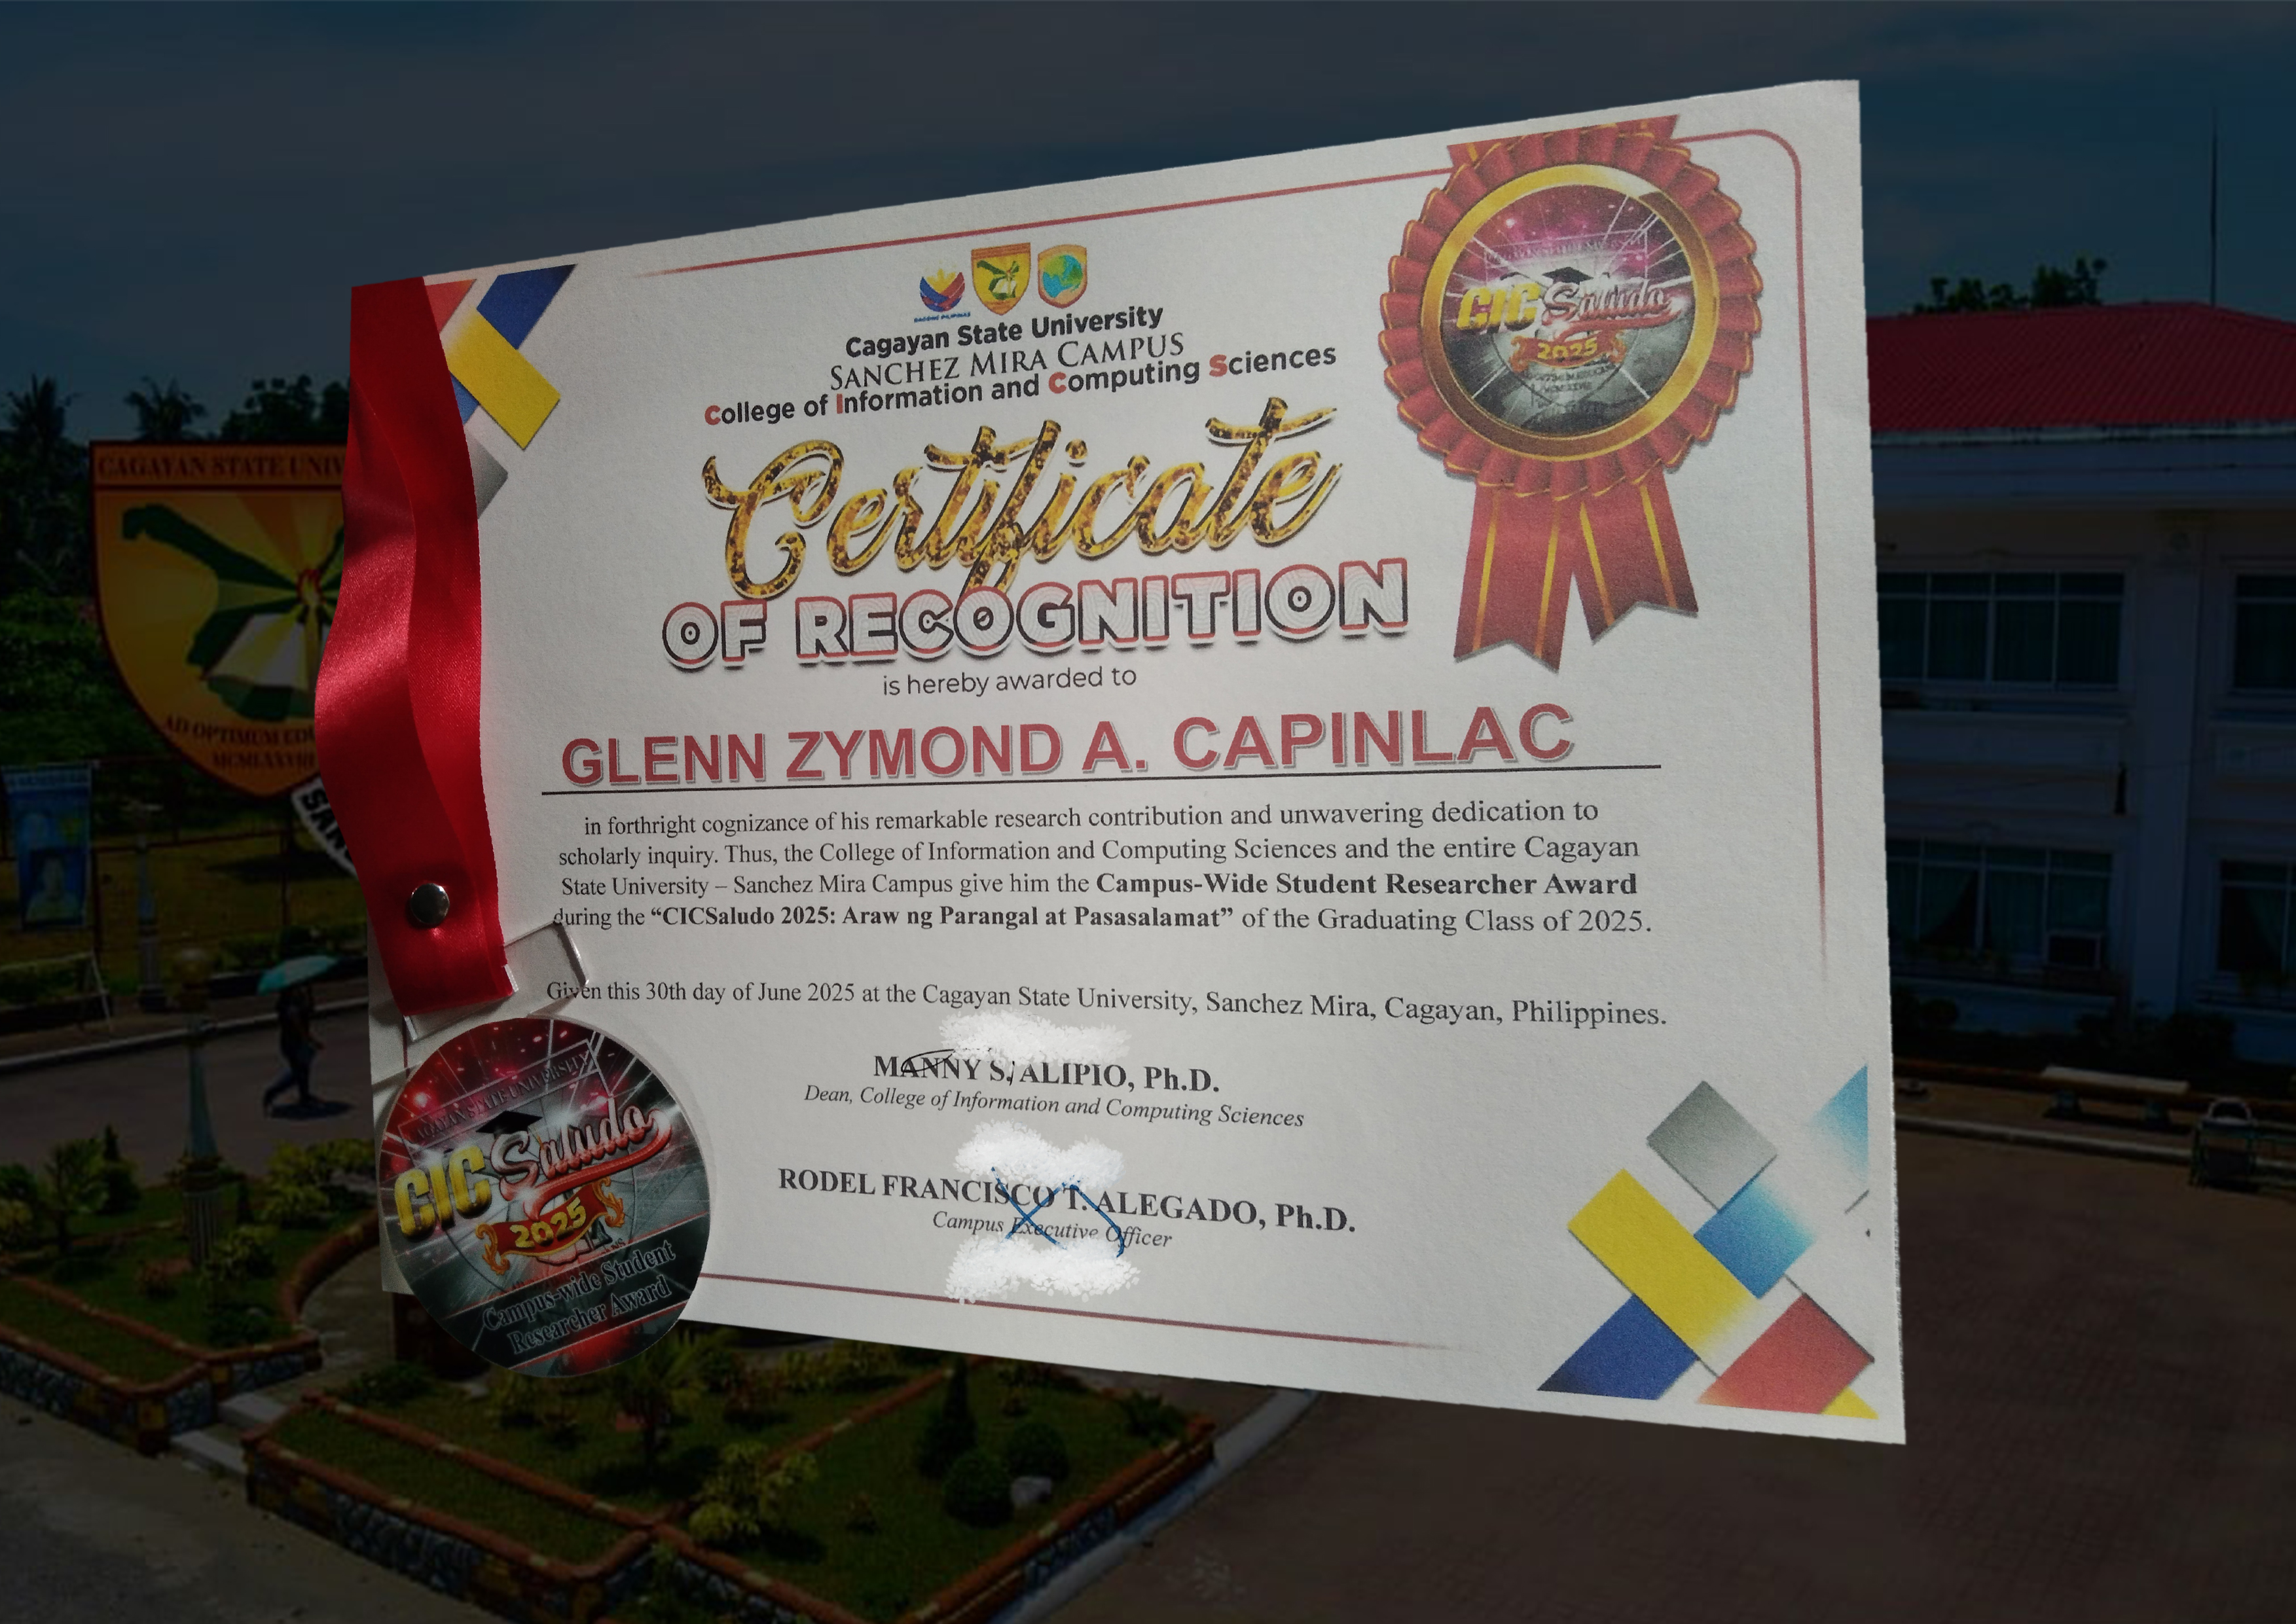 BAGONG PILIPINAS
Cagayan State University
SANCHEZ MIRA CAMPUS
College of Information and Computing Sciences
Certificate
OF RECOGNITION
is hereby awarded to
GLENN ZYMOND A. CAPINLAC
in forthright cognizance of his remarkable research contribution and unwavering dedication to
scholarly inquiry. Thus, the College of Information and Computing Sciences and the entire Cagayan
State University – Sanchez Mira Campus give him the Campus-Wide Student Researcher Award
during the “CICSaludo 2025: Araw ng Parangal at Pasasalamat” of the Graduating Class of 2025.
Given this 30th day of June 2025 at the Cagayan State University, Sanchez Mira, Cagayan, Philippines.
MANNY S. ALIPIO, Ph.D.
Dean, College of Information and Computing Sciences
RODEL FRANCISCO T. ALEGADO, Ph.D.
Campus Executive Officer
CIC Saludo
2025
CAGAYAN STATE UNIVERSITY
CIC Saludo
2025
Campus-wide Student
Researcher Award
CAGAYAN STATE UNIV
AD OPTIMUM EDU
MCMLXXVIII
SAN